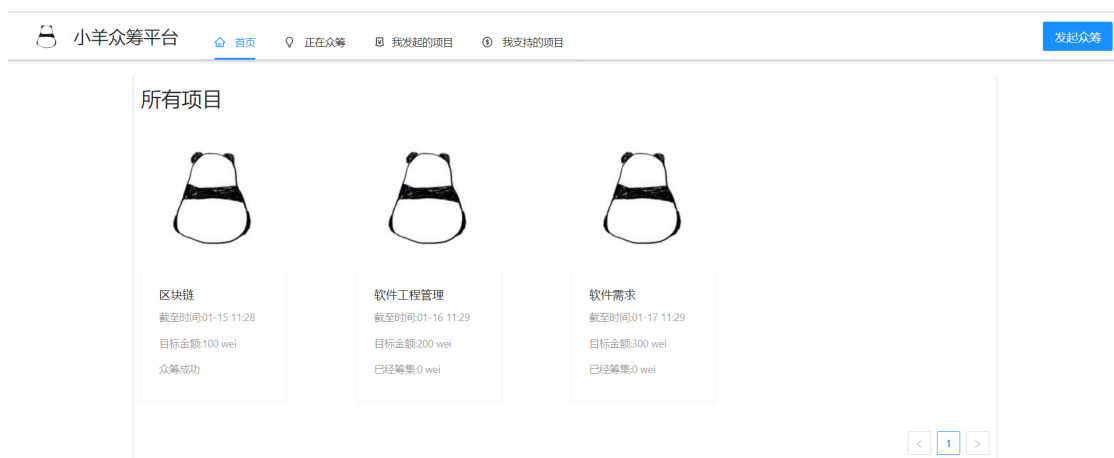 小羊众筹平台
首页
正在众筹
我发起的项目
我支持的项目
发起众筹
所有项目
区块链
截至时间:01-15 11:28
目标金额:100 wei
众筹成功
软件工程管理
截至时间:01-16 11:29
目标金额:200 wei
已经筹集:0 wei
软件需求
截至时间:01-17 11:29
目标金额:300 wei
已经筹集:0 wei
< 1 >